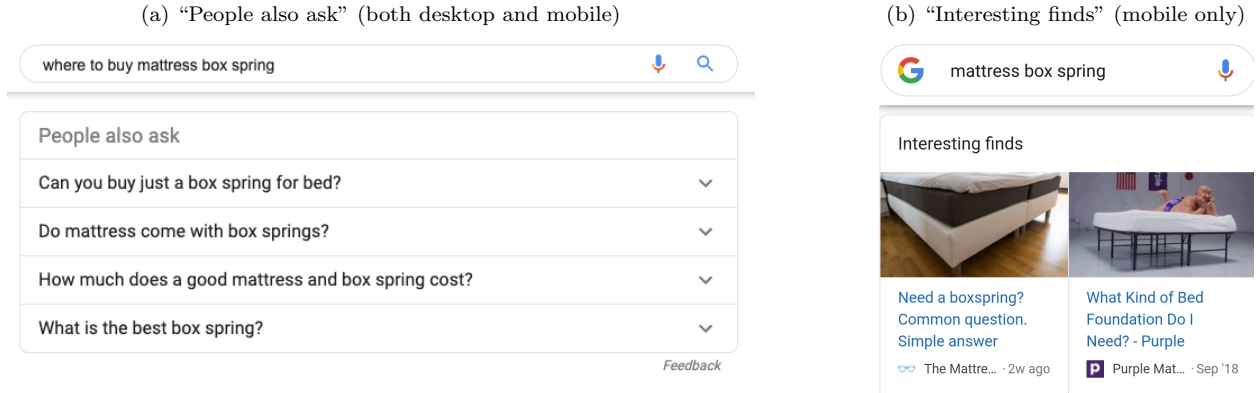 (a) “People also ask” (both desktop and mobile)
where to buy mattress box spring
People also ask
Can you buy just a box spring for bed?
Do mattress come with box springs?
How much does a good mattress and box spring cost?
What is the best box spring?
Feedback
(b) “Interesting finds” (mobile only)
mattress box spring
Interesting finds
Need a boxspring?
Common question.
Simple answer
The Mattre... · 2w ago
What Kind of Bed
Foundation Do I
Need? - Purple
Purple Mat... · Sep '18